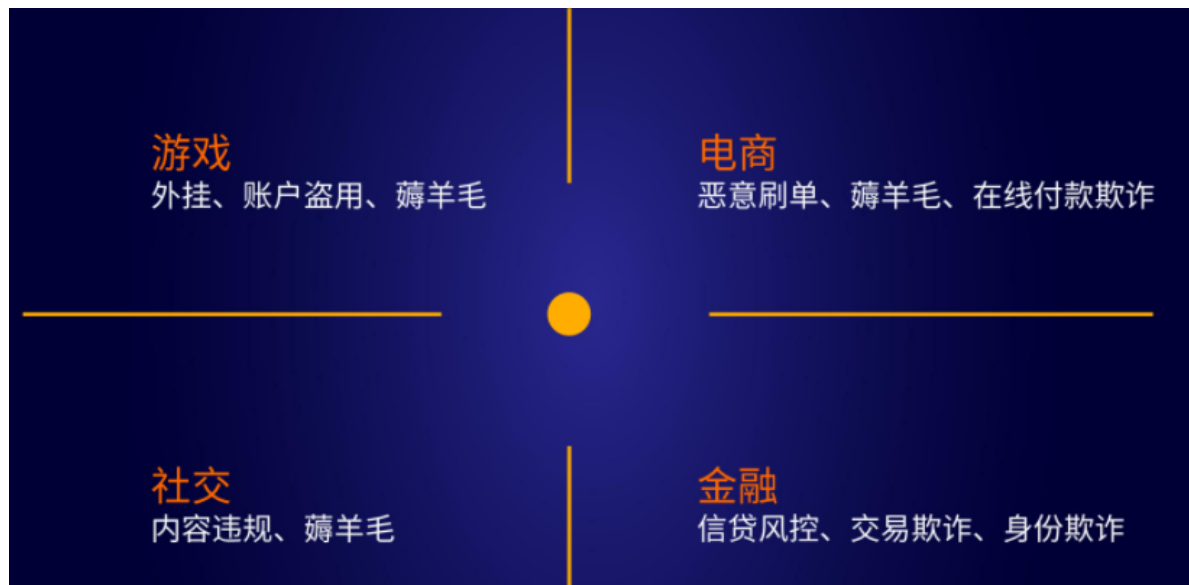 游戏
外挂、账户盗用、薅羊毛
电商
恶意刷单、薅羊毛、在线付款欺诈
社交
内容违规、薅羊毛
金融
信贷风控、交易欺诈、身份欺诈